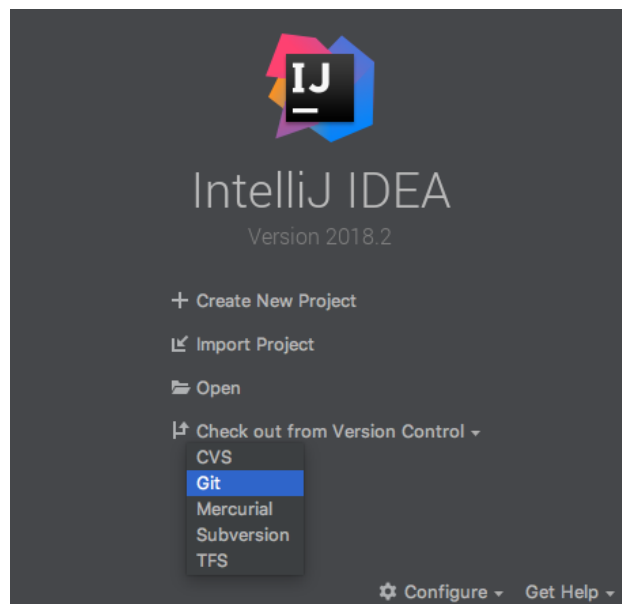 IJ
IntelliJ IDEA
Version 2018.2
Create New Project
Import Project
Open
Check out from Version Control
CVS
Git
Mercurial
Subversion
TFS
Configure Get Help